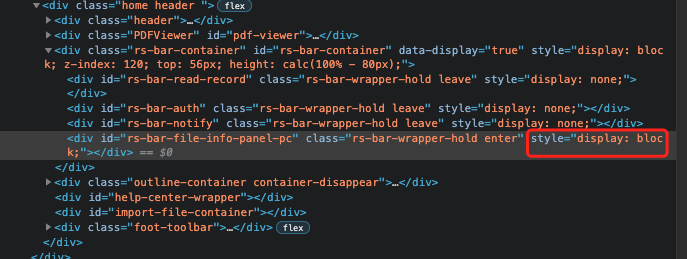 ▼<div class="home header "> flex
▶<div class="header">…</div>
▶<div class="PDFViewer" id="pdf-viewer">…</div>
▼<div class="rs-bar-container" id="rs-bar-container" data-display="true" style="display: bloc
k; z-index: 120; top: 56px; height: calc(100% - 80px);">
<div id="rs-bar-read-record" class="rs-bar-wrapper-hold leave" style="display: none;">
</div>
<div id="rs-bar-auth" class="rs-bar-wrapper-hold leave" style="display: none;"></div>
<div id="rs-bar-notify" class="rs-bar-wrapper-hold leave" style="display: none;"></div>
<div id="rs-bar-file-info-panel-pc" class="rs-bar-wrapper-hold enter" style="display: bloc
k;"></div> == $0
</div>
▶<div class="outline-container container-disappear">…</div>
<div id="help-center-wrapper"></div>
<div id="import-file-container"></div>
▶<div class="foot-toolbar">…</div> flex
</div>
</div>